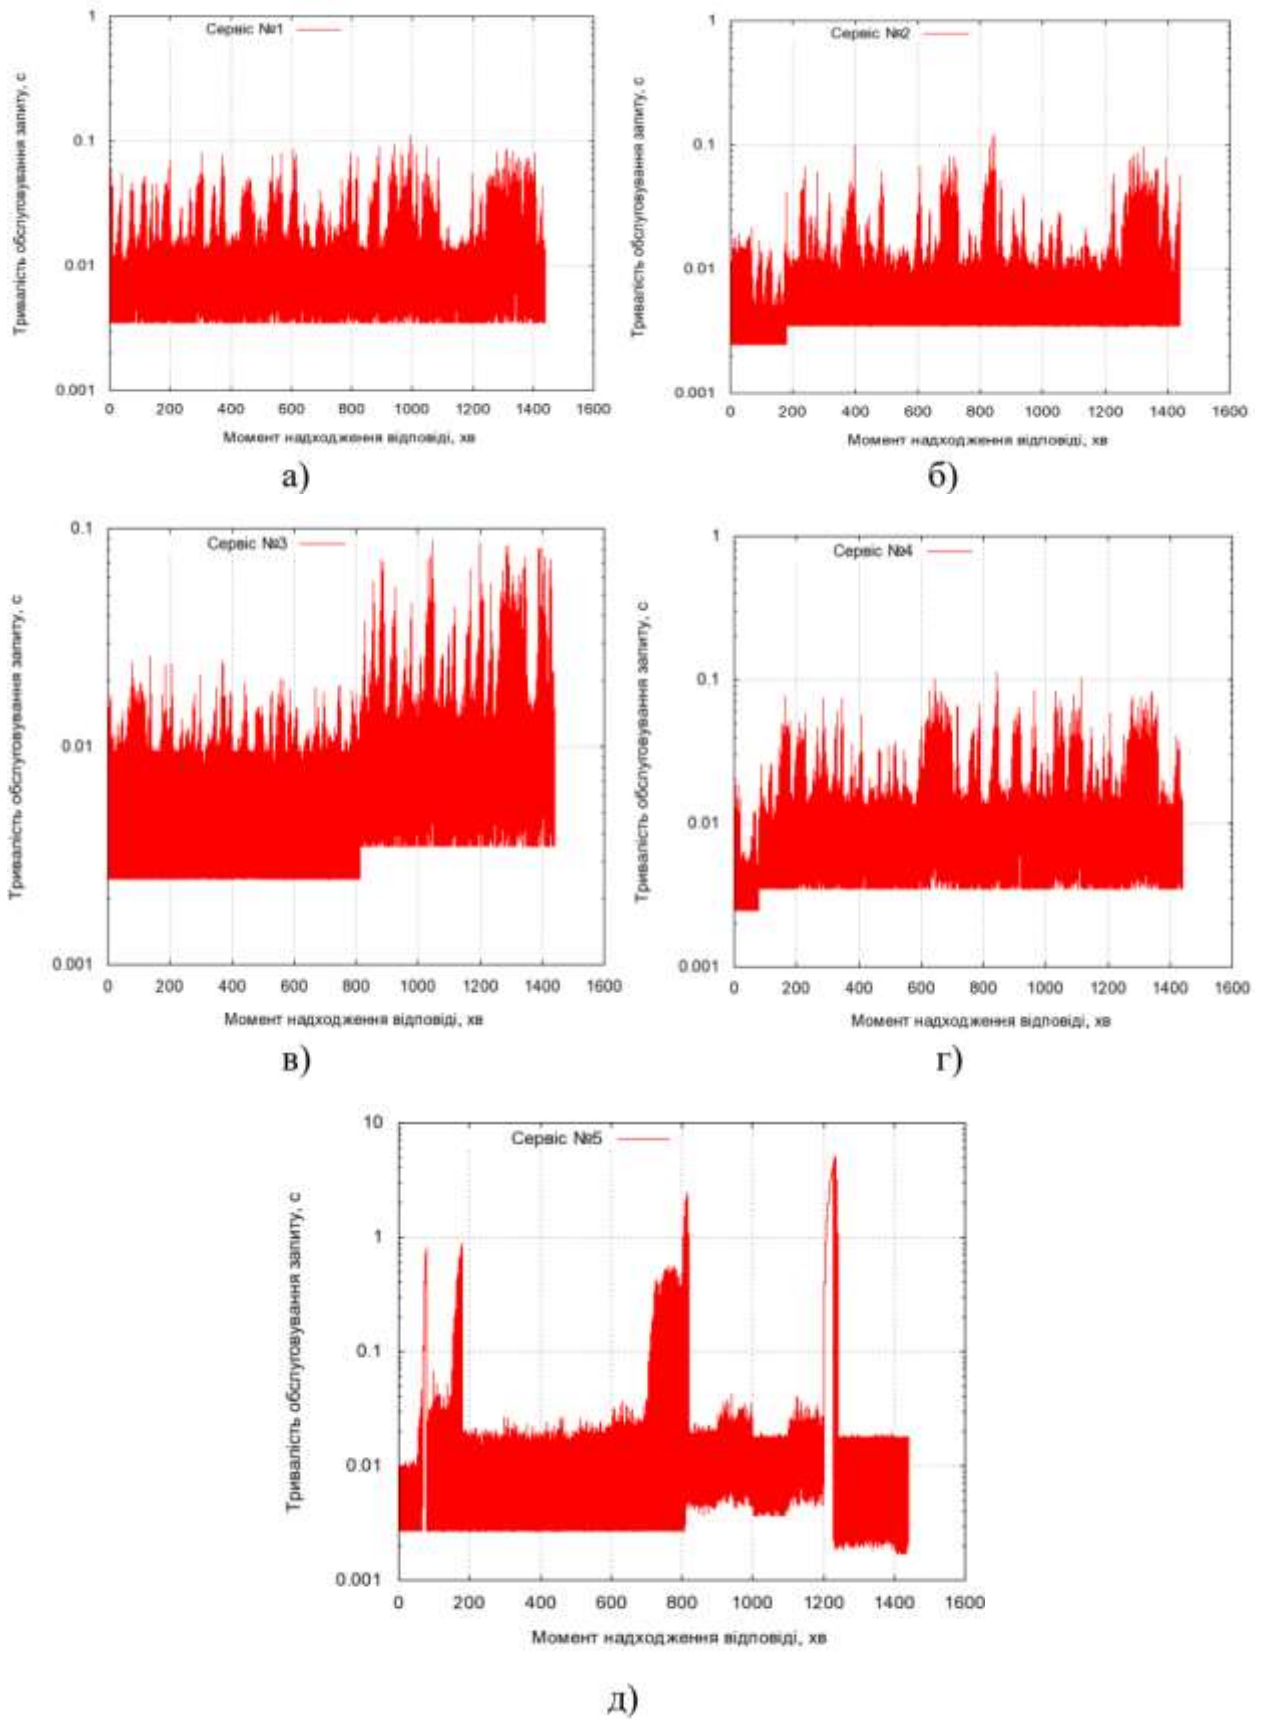 Сервіс №1
1
0.1
0.01
0.001
0 200 400 600 800 1000 1200 1400 1600
Тривалість обслуговування запиту, с
Момент надходження відповіді, хв
а)
Сервіс №2
1
0.1
0.01
0.001
0 200 400 600 800 1000 1200 1400 1600
Тривалість обслуговування запиту, с
Момент надходження відповіді, хв
б)
Сервіс №3
0.1
0.01
0.001
0 200 400 600 800 1000 1200 1400 1600
Тривалість обслуговування запиту, с
Момент надходження відповіді, хв
в)
Сервіс №4
1
0.1
0.01
0.001
0 200 400 600 800 1000 1200 1400 1600
Тривалість обслуговування запиту, с
Момент надходження відповіді, хв
г)
Сервіс №5
10
1
0.1
0.01
0.001
0 200 400 600 800 1000 1200 1400 1600
Тривалість обслуговування запиту, с
Момент надходження відповіді, хв
д)